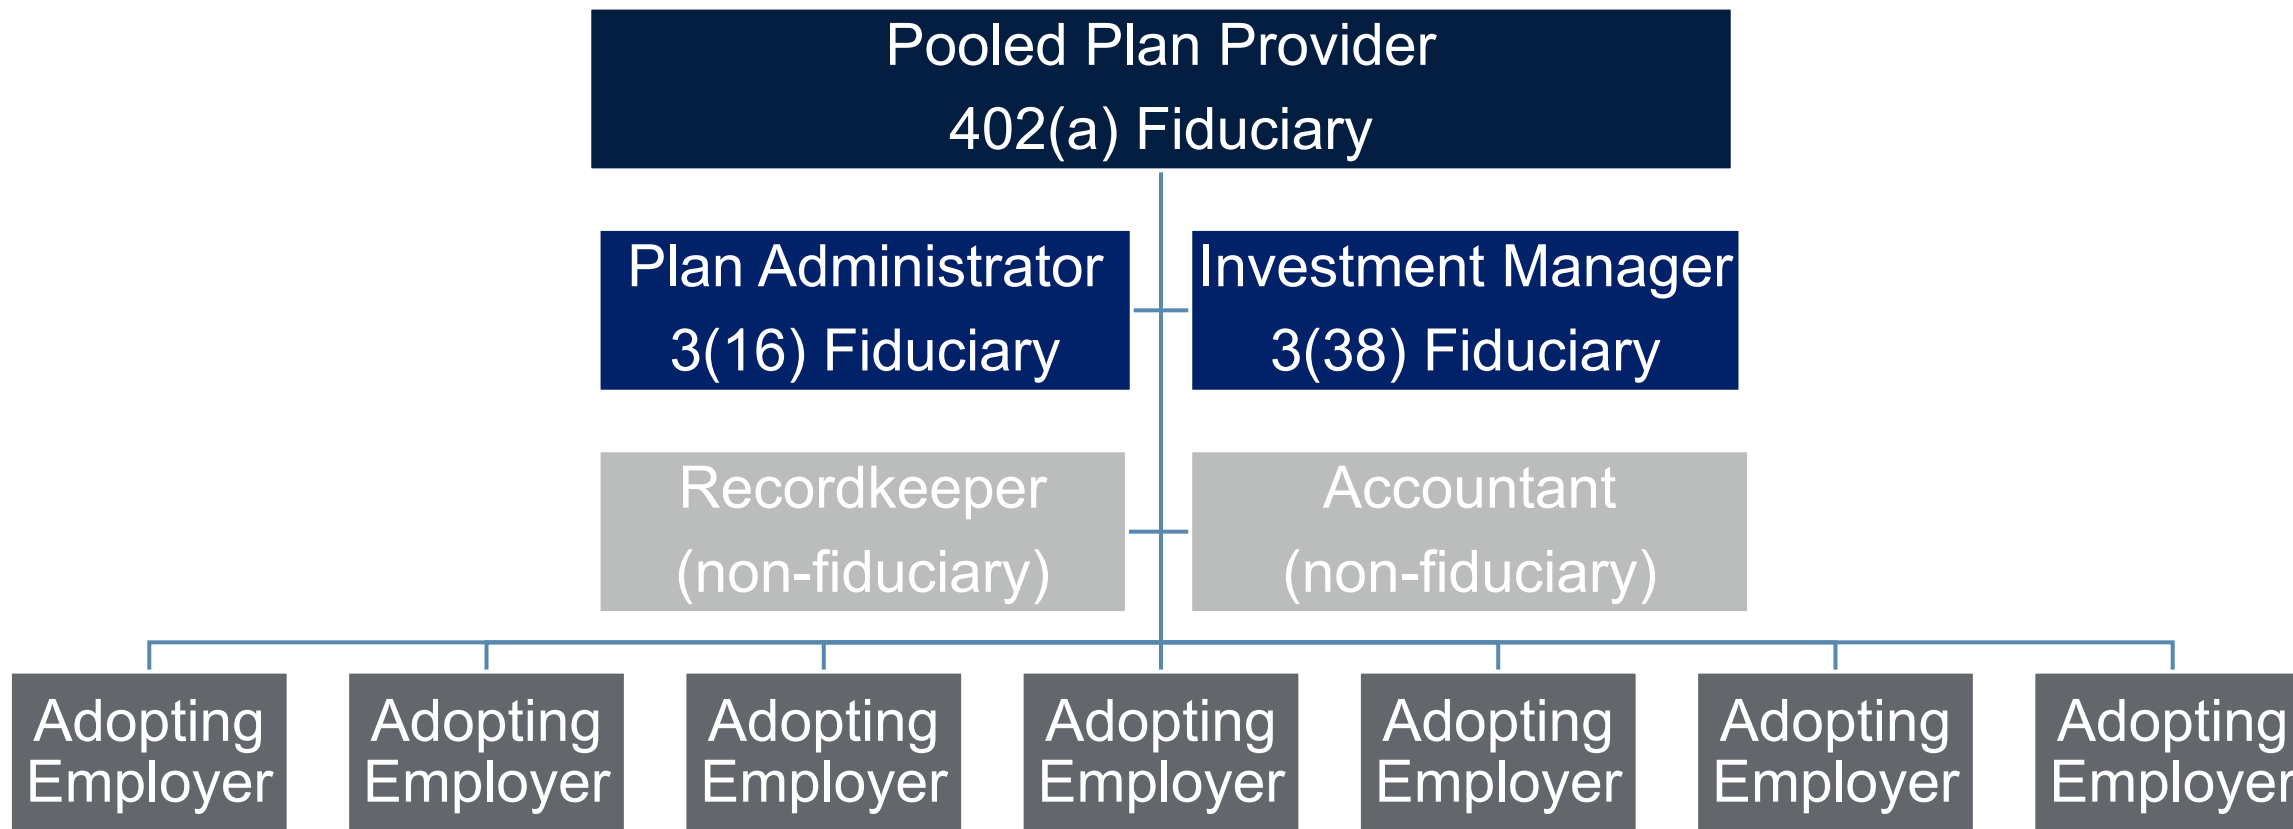 Pooled Plan Provider
402(a) Fiduciary
Plan Administrator
3(16) Fiduciary
Investment Manager
3(38) Fiduciary
Recordkeeper
(non-fiduciary)
Accountant
(non-fiduciary)
Adopting
Employer
Adopting
Employer
Adopting
Employer
Adopting
Employer
Adopting
Employer
Adopting
Employer
Adopting
Employer